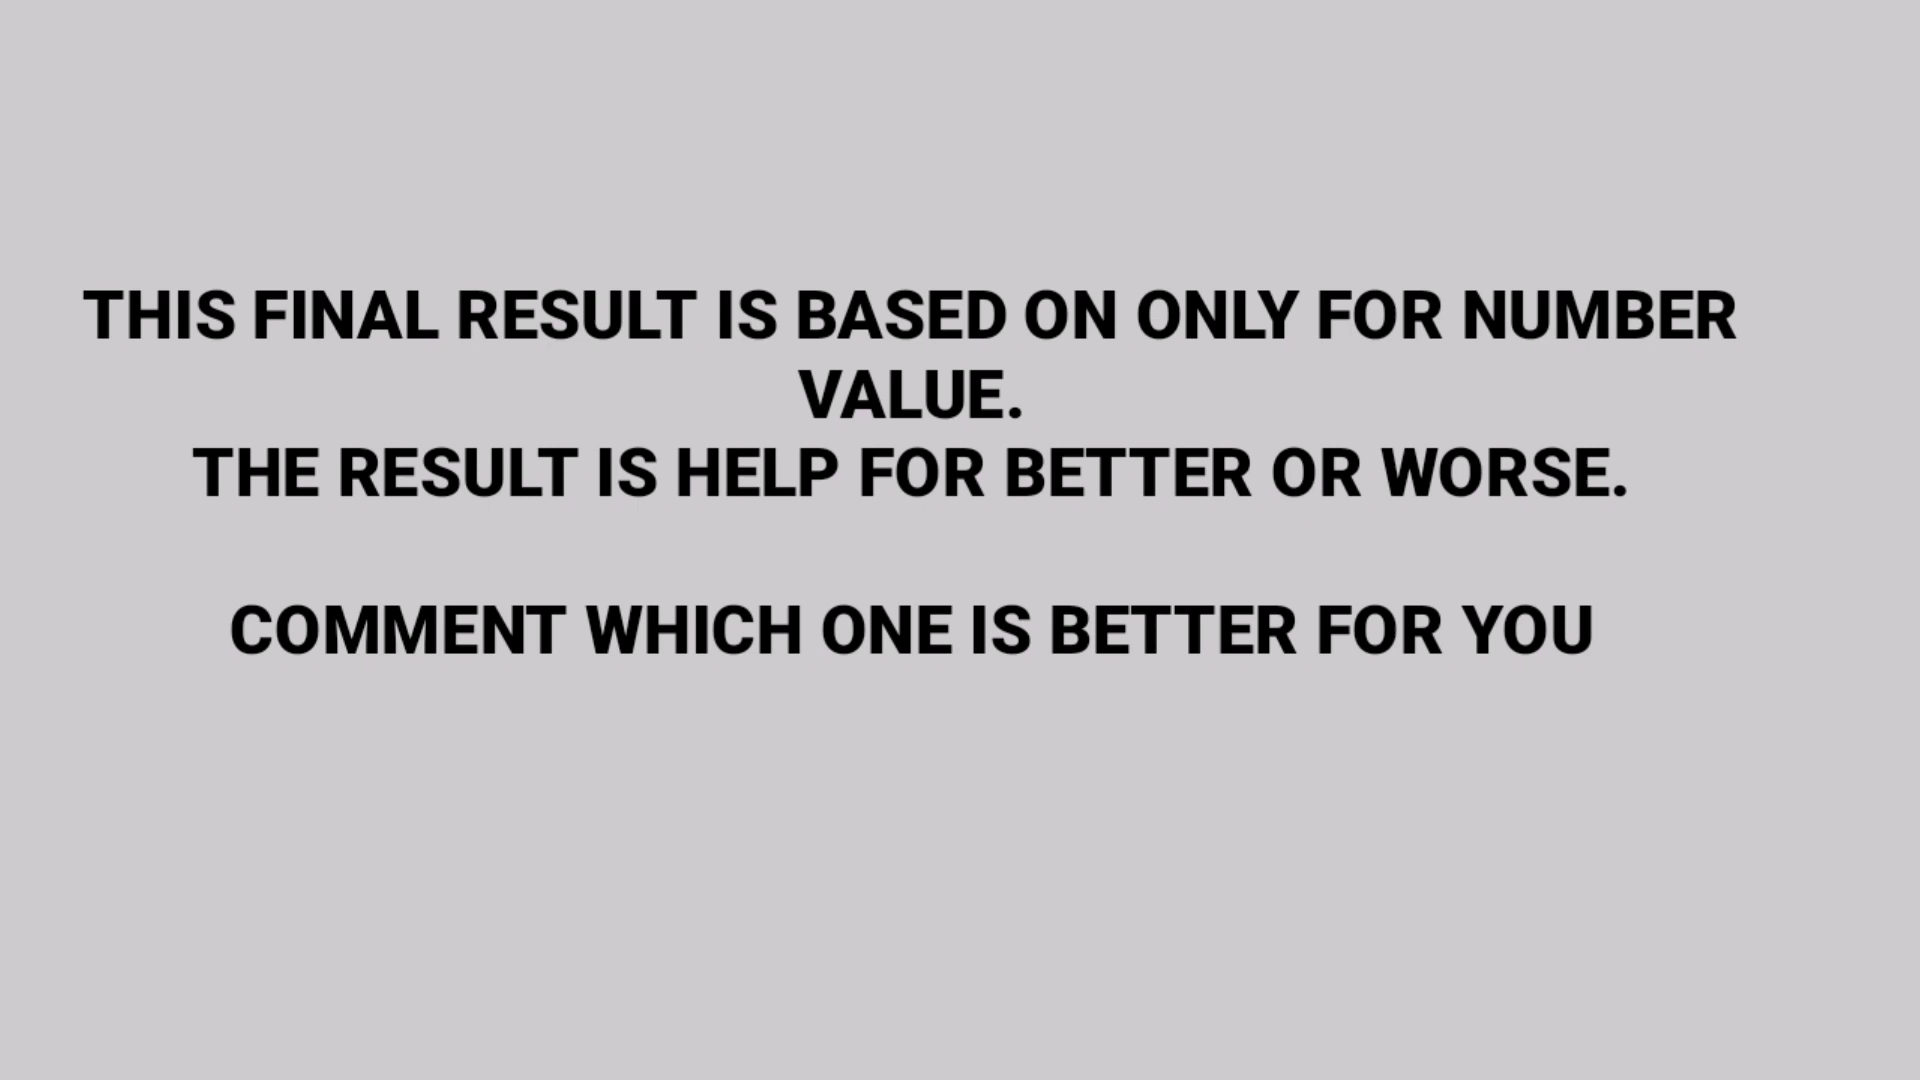 THIS FINAL RESULT IS BASED ON ONLY FOR NUMBER
VALUE.
THE RESULT IS HELP FOR BETTER OR WORSE.
COMMENT WHICH ONE IS BETTER FOR YOU